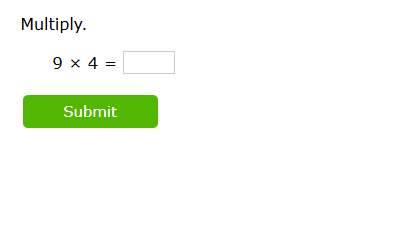 Multiply.
9 × 4 =
Submit